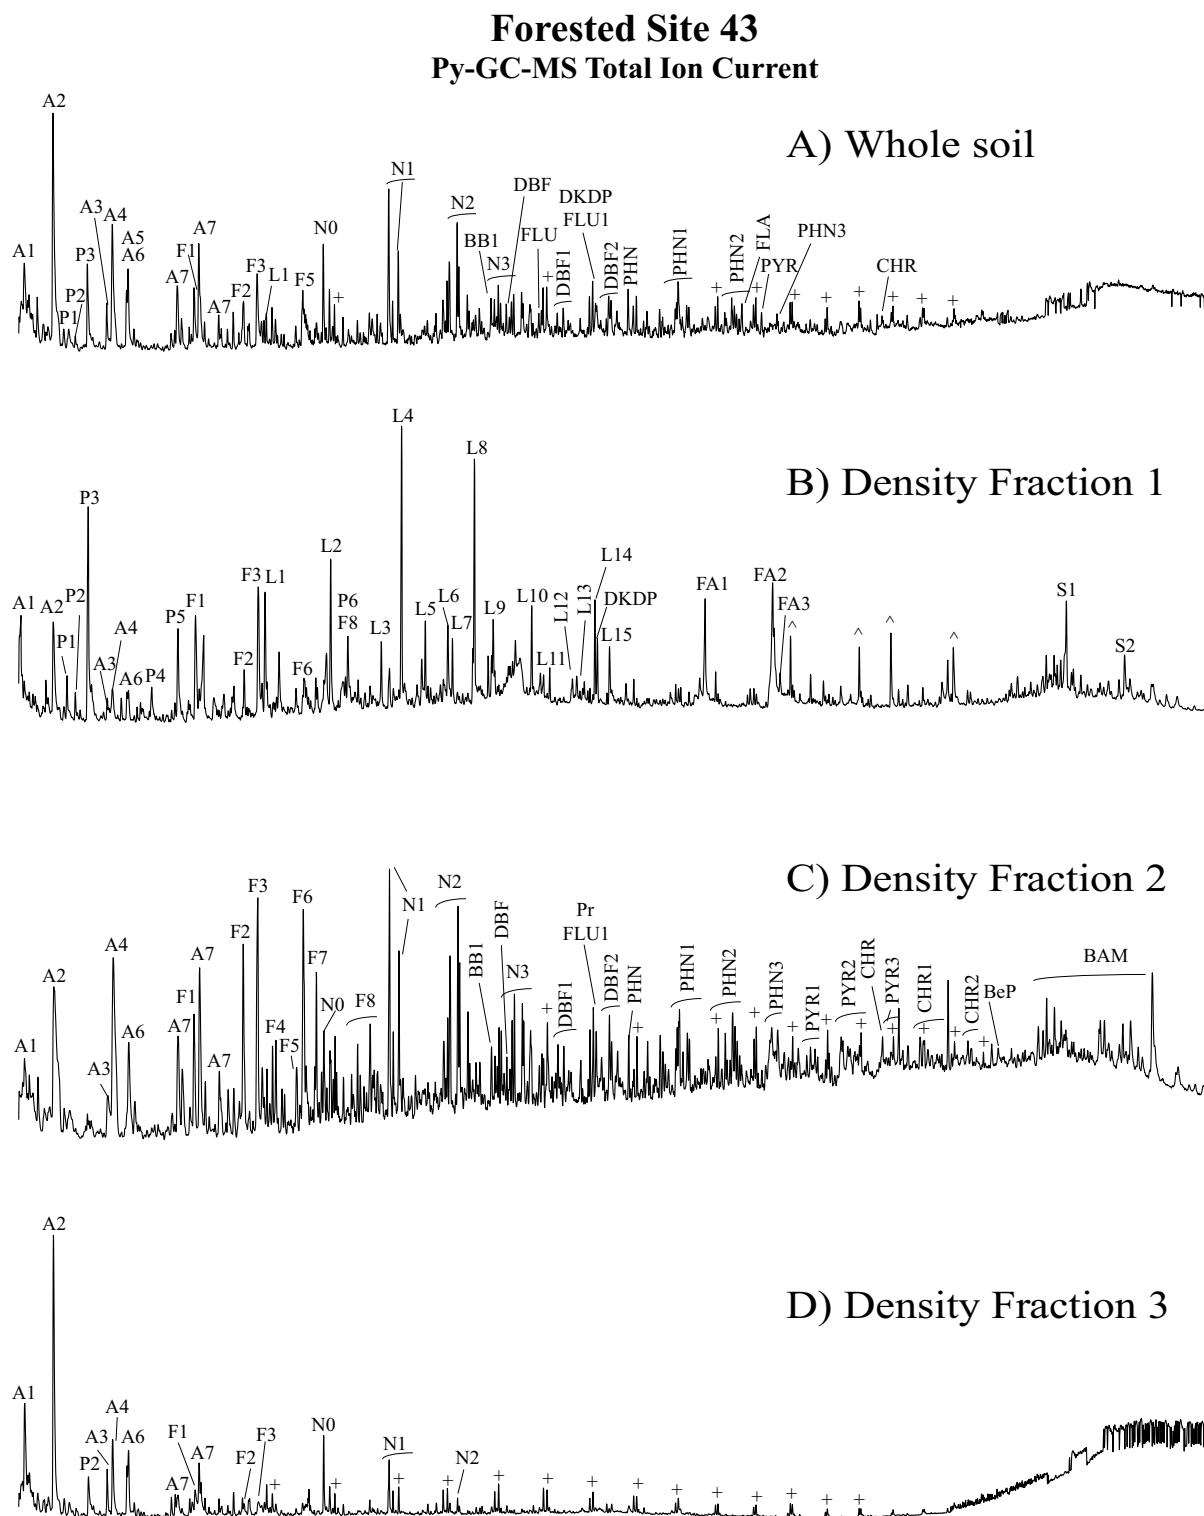 Forested Site 43
Py-GC-MS Total Ion Current
A) Whole soil
A1
A2
P1
P2
P3
A3
A4
A5
A6
A7
F1
A7
A7
F2
F3
L1
F5
N0
+
N1
N2
BB1
N3
DBF
FLU
+
DBF1
DKDP
FLU1
DBF2
PHN
PHN1
+
PHN2
+
FLA
PYR
PHN3
+
+
+
CHR
+
+
+
B) Density Fraction 1
A1
A2
P1
P2
P3
A3
A4
A6
P4
P5
F1
F2
F3
L1
F6
L2
P6
F8
L3
L4
L5
L6
L7
L8
L9
L10
L11
L12
L13
L14
DKDP
L15
FA1
FA2
FA3
^
^
^
^
S1
S2
C) Density Fraction 2
A1
A2
A3
A4
A6
A7
F1
A7
A7
F2
F3
F4
F5
F6
F7
N0
F8
N1
N2
BB1
DBF
N3
+
DBF1
Pr
FLU1
DBF2
PHN
+
PHN1
+
PHN2
+
PHN3
+
PYR1
+
PYR2
+
CHR
PYR3
+
CHR1
+
+
CHR2
+
BeP
BAM
D) Density Fraction 3
A1
A2
P2
A3
A4
A6
A7
F1
A7
F2
F3
+
N0
+
N1
+
+
N2
+
+
+
+
+
+
+
+
+
+